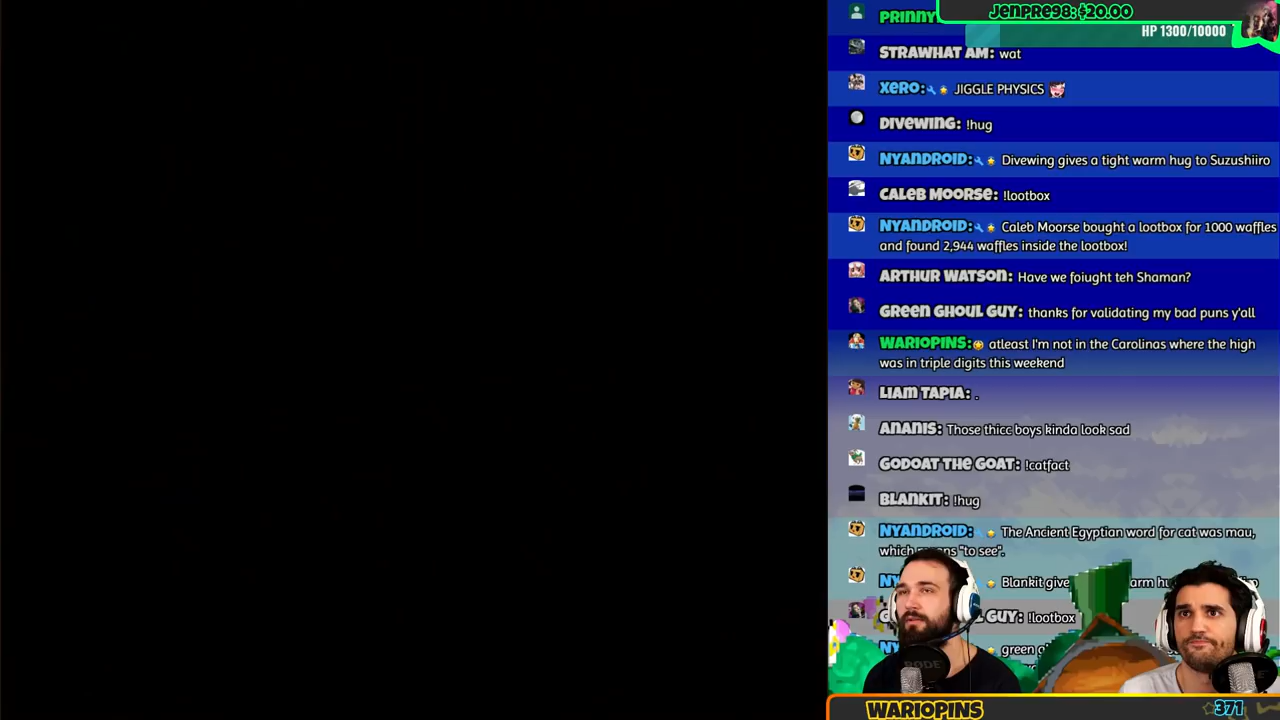 JENPRE98: $20.00
HP 1300/10000
PRINNY
STRAWHAT AM: wat
XERO: JIGGLE PHYSICS
DIVEWING: !hug
NYANDROID: Divewing gives a tight warm hug to Suzushiiro
CALEB MOORSE: !lootbox
NYANDROID: Caleb Moorse bought a lootbox for 1000 waffles
and found 2,944 waffles inside the lootbox!
ARTHUR WATSON: Have we foiught teh Shaman?
GREEN GHOUL GUY: thanks for validating my bad puns y'all
WARIOPINS: atleast I'm not in the Carolinas where the high
was in triple digits this weekend
LIAM TAPIA: .
ANANIS: Those thicc boys kinda look sad
GODOAT THE GOAT: !catfact
BLANKIT: !hug
NYANDROID: The Ancient Egyptian word for cat was mau,
which "to see".
Blankit
GUY: !lootbox
green
RODE
WARIOPINS
371